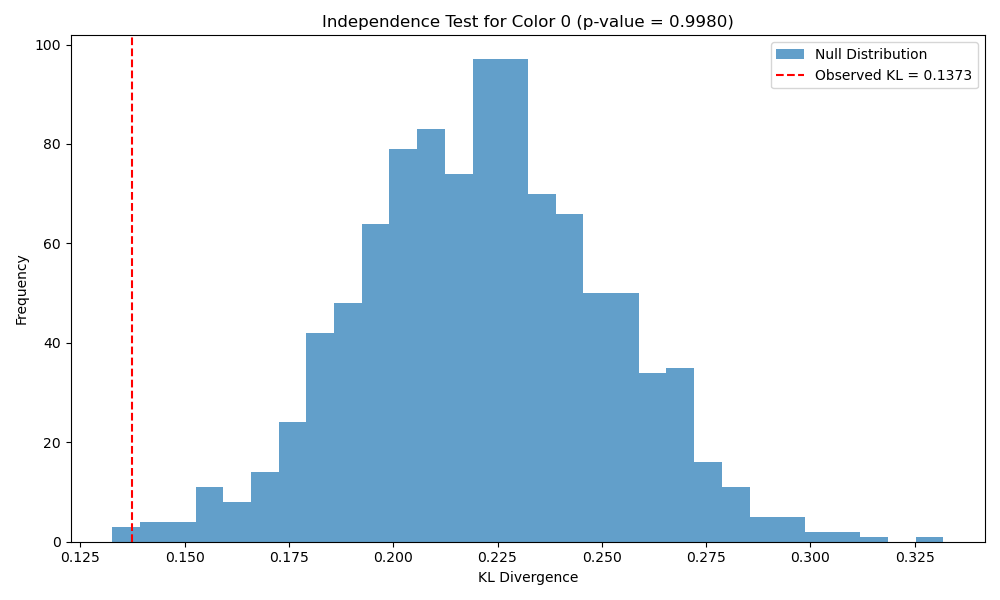 Independence Test for Color 0 (p-value = 0.9980)
Null Distribution
Observed KL = 0.1373
100
80
60
40
20
0
Frequency
0.125 0.150 0.175 0.200 0.225 0.250 0.275 0.300 0.325
KL Divergence